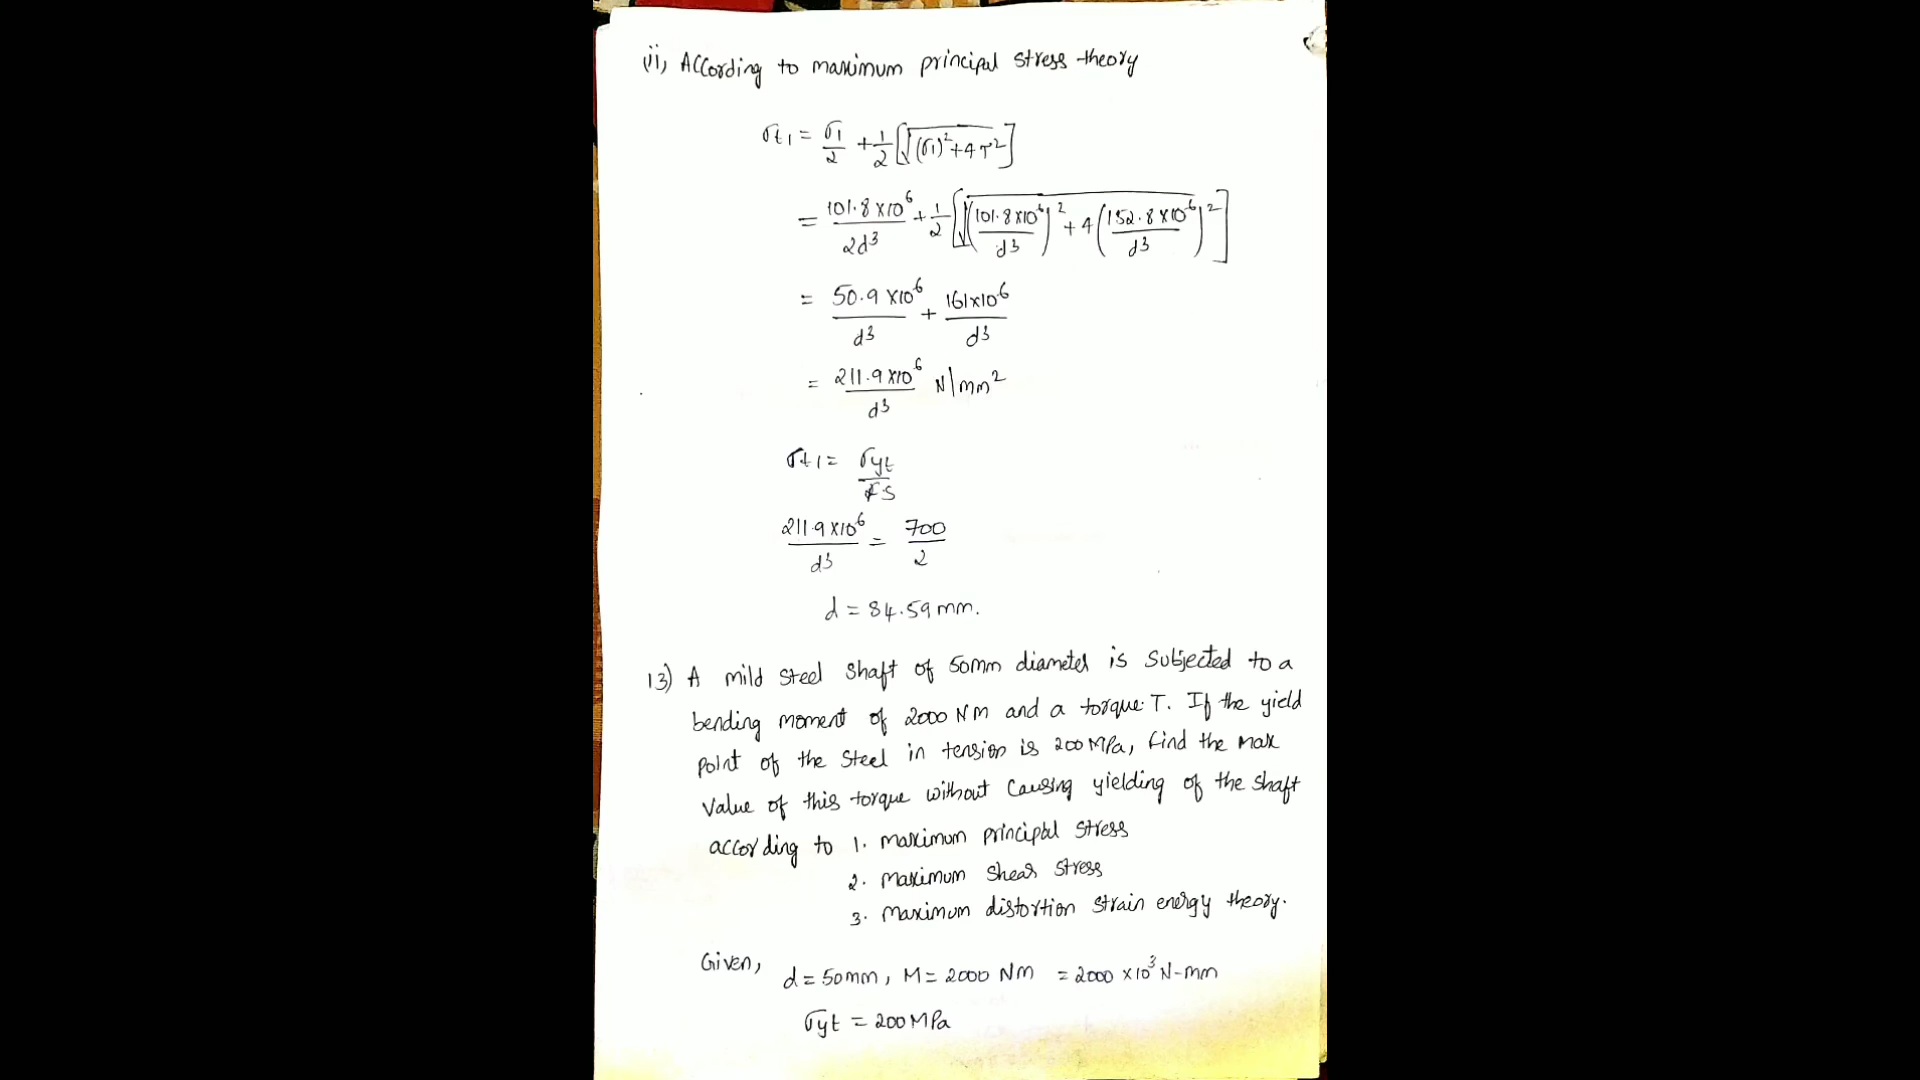 (ii, According to maximum principal stress theory
σt1 = σ1/2 + 1/2 [√((σ1)² + 4τ²)]
= 101.8×10⁶/2d³ + 1/2 [√((101.8×10⁶/d³)² + 4(152.8×10⁶/d³)²)]
= 50.9×10⁶/d³ + 161×10⁶/d³
= 211.9×10⁶/d³ N/mm²
σt1 = σyt/FS
211.9×10⁶/d³ = 700/2
d = 84.59mm.
13) A mild steel shaft of 50mm diameter is subjected to a
bending moment of 2000 Nm and a torque T. If the yield
point of the steel in tension is 200 MPa, find the max
value of this torque without causing yielding of the shaft
according to 1. maximum principal stress
2. maximum shear stress
3. maximum distortion strain energy theory.
Given,
d = 50mm, M = 2000 Nm = 2000 ×10³ N-mm
σyt = 200 MPa